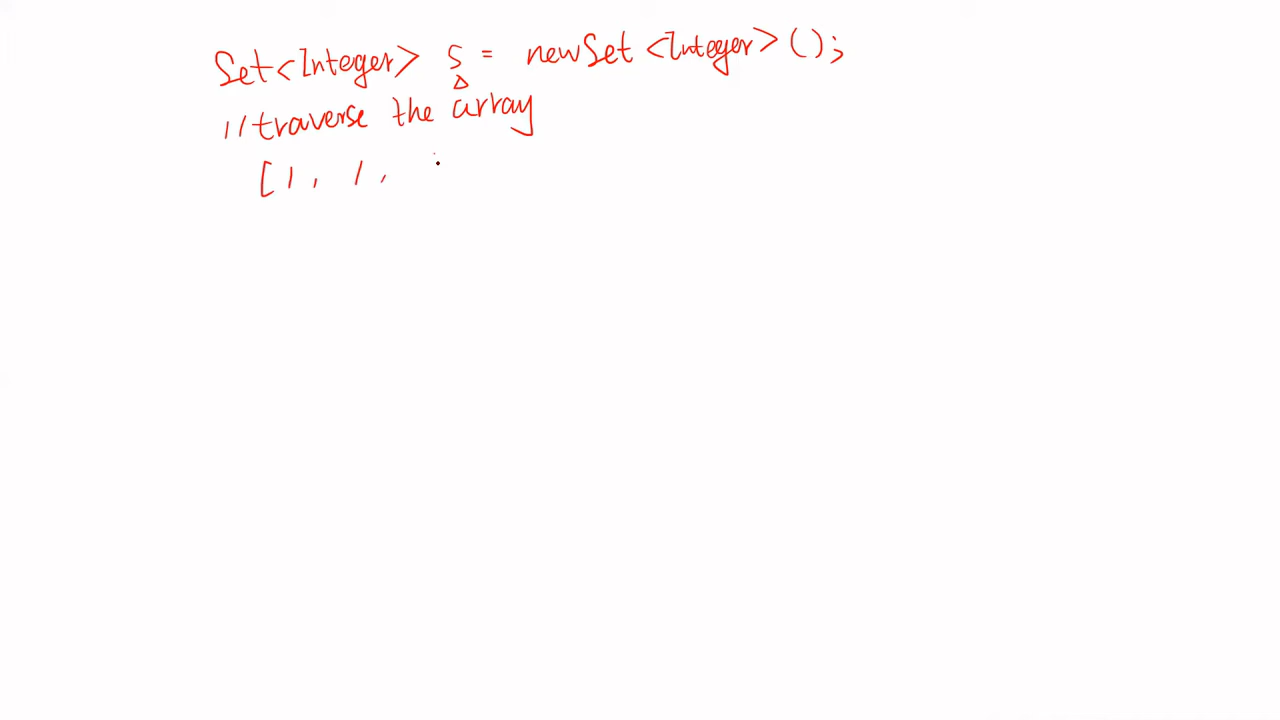 Set<Integer> s = newSet<Integer>();
//traverse the array
[1, 1,